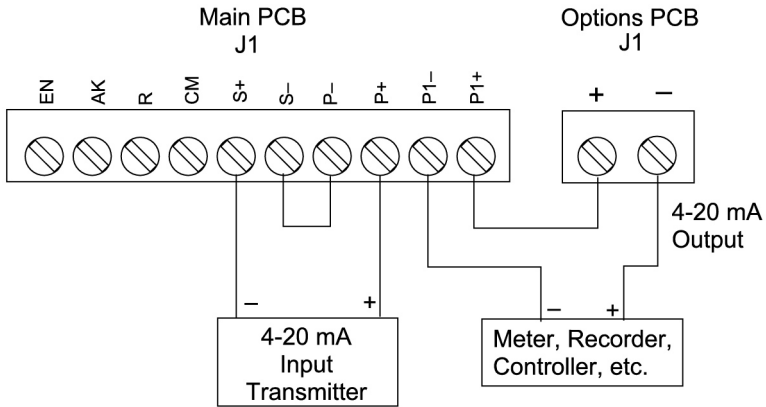 Main PCB
J1
Options PCB
J1
EN
AK
R
CM
S+
S–
P–
P+
P1–
P1+
+
–
4-20 mA
Output
–
+
–
+
4-20 mA
Input
Transmitter
Meter, Recorder,
Controller, etc.